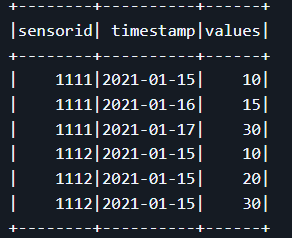 +--------+----------+------+
|sensorid| timestamp|values|
+--------+----------+------+
|    1111|2021-01-15|    10|
|    1111|2021-01-16|    15|
|    1111|2021-01-17|    30|
|    1112|2021-01-15|    10|
|    1112|2021-01-15|    20|
|    1112|2021-01-15|    30|
+--------+----------+------+